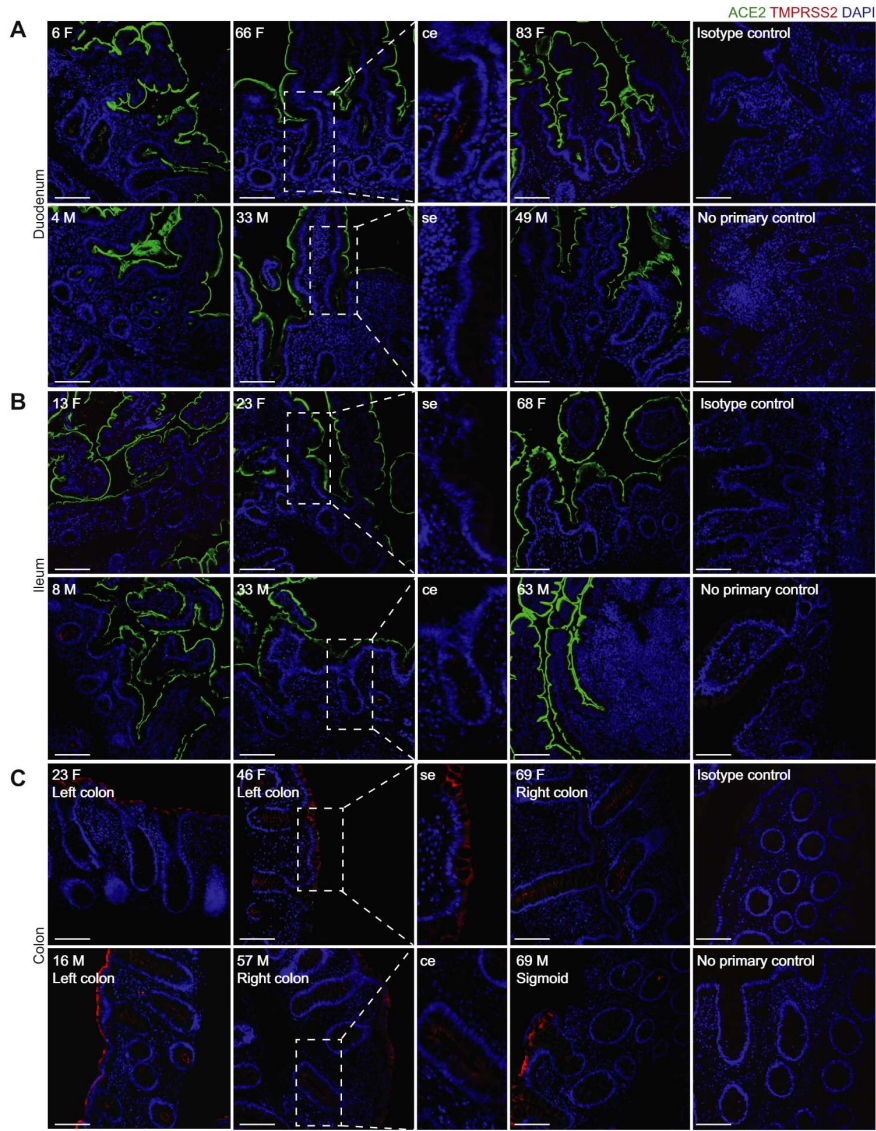 ACE2 TMPRSS2 DAPI
A
Duodenum
6 F
66 F
ce
83 F
Isotype control
4 M
33 M
se
49 M
No primary control
B
Ileum
13 F
23 F
se
68 F
Isotype control
8 M
33 M
ce
63 M
No primary control
C
Colon
23 F
Left colon
46 F
Left colon
se
69 F
Right colon
Isotype control
16 M
Left colon
57 M
Right colon
ce
69 M
Sigmoid
No primary control